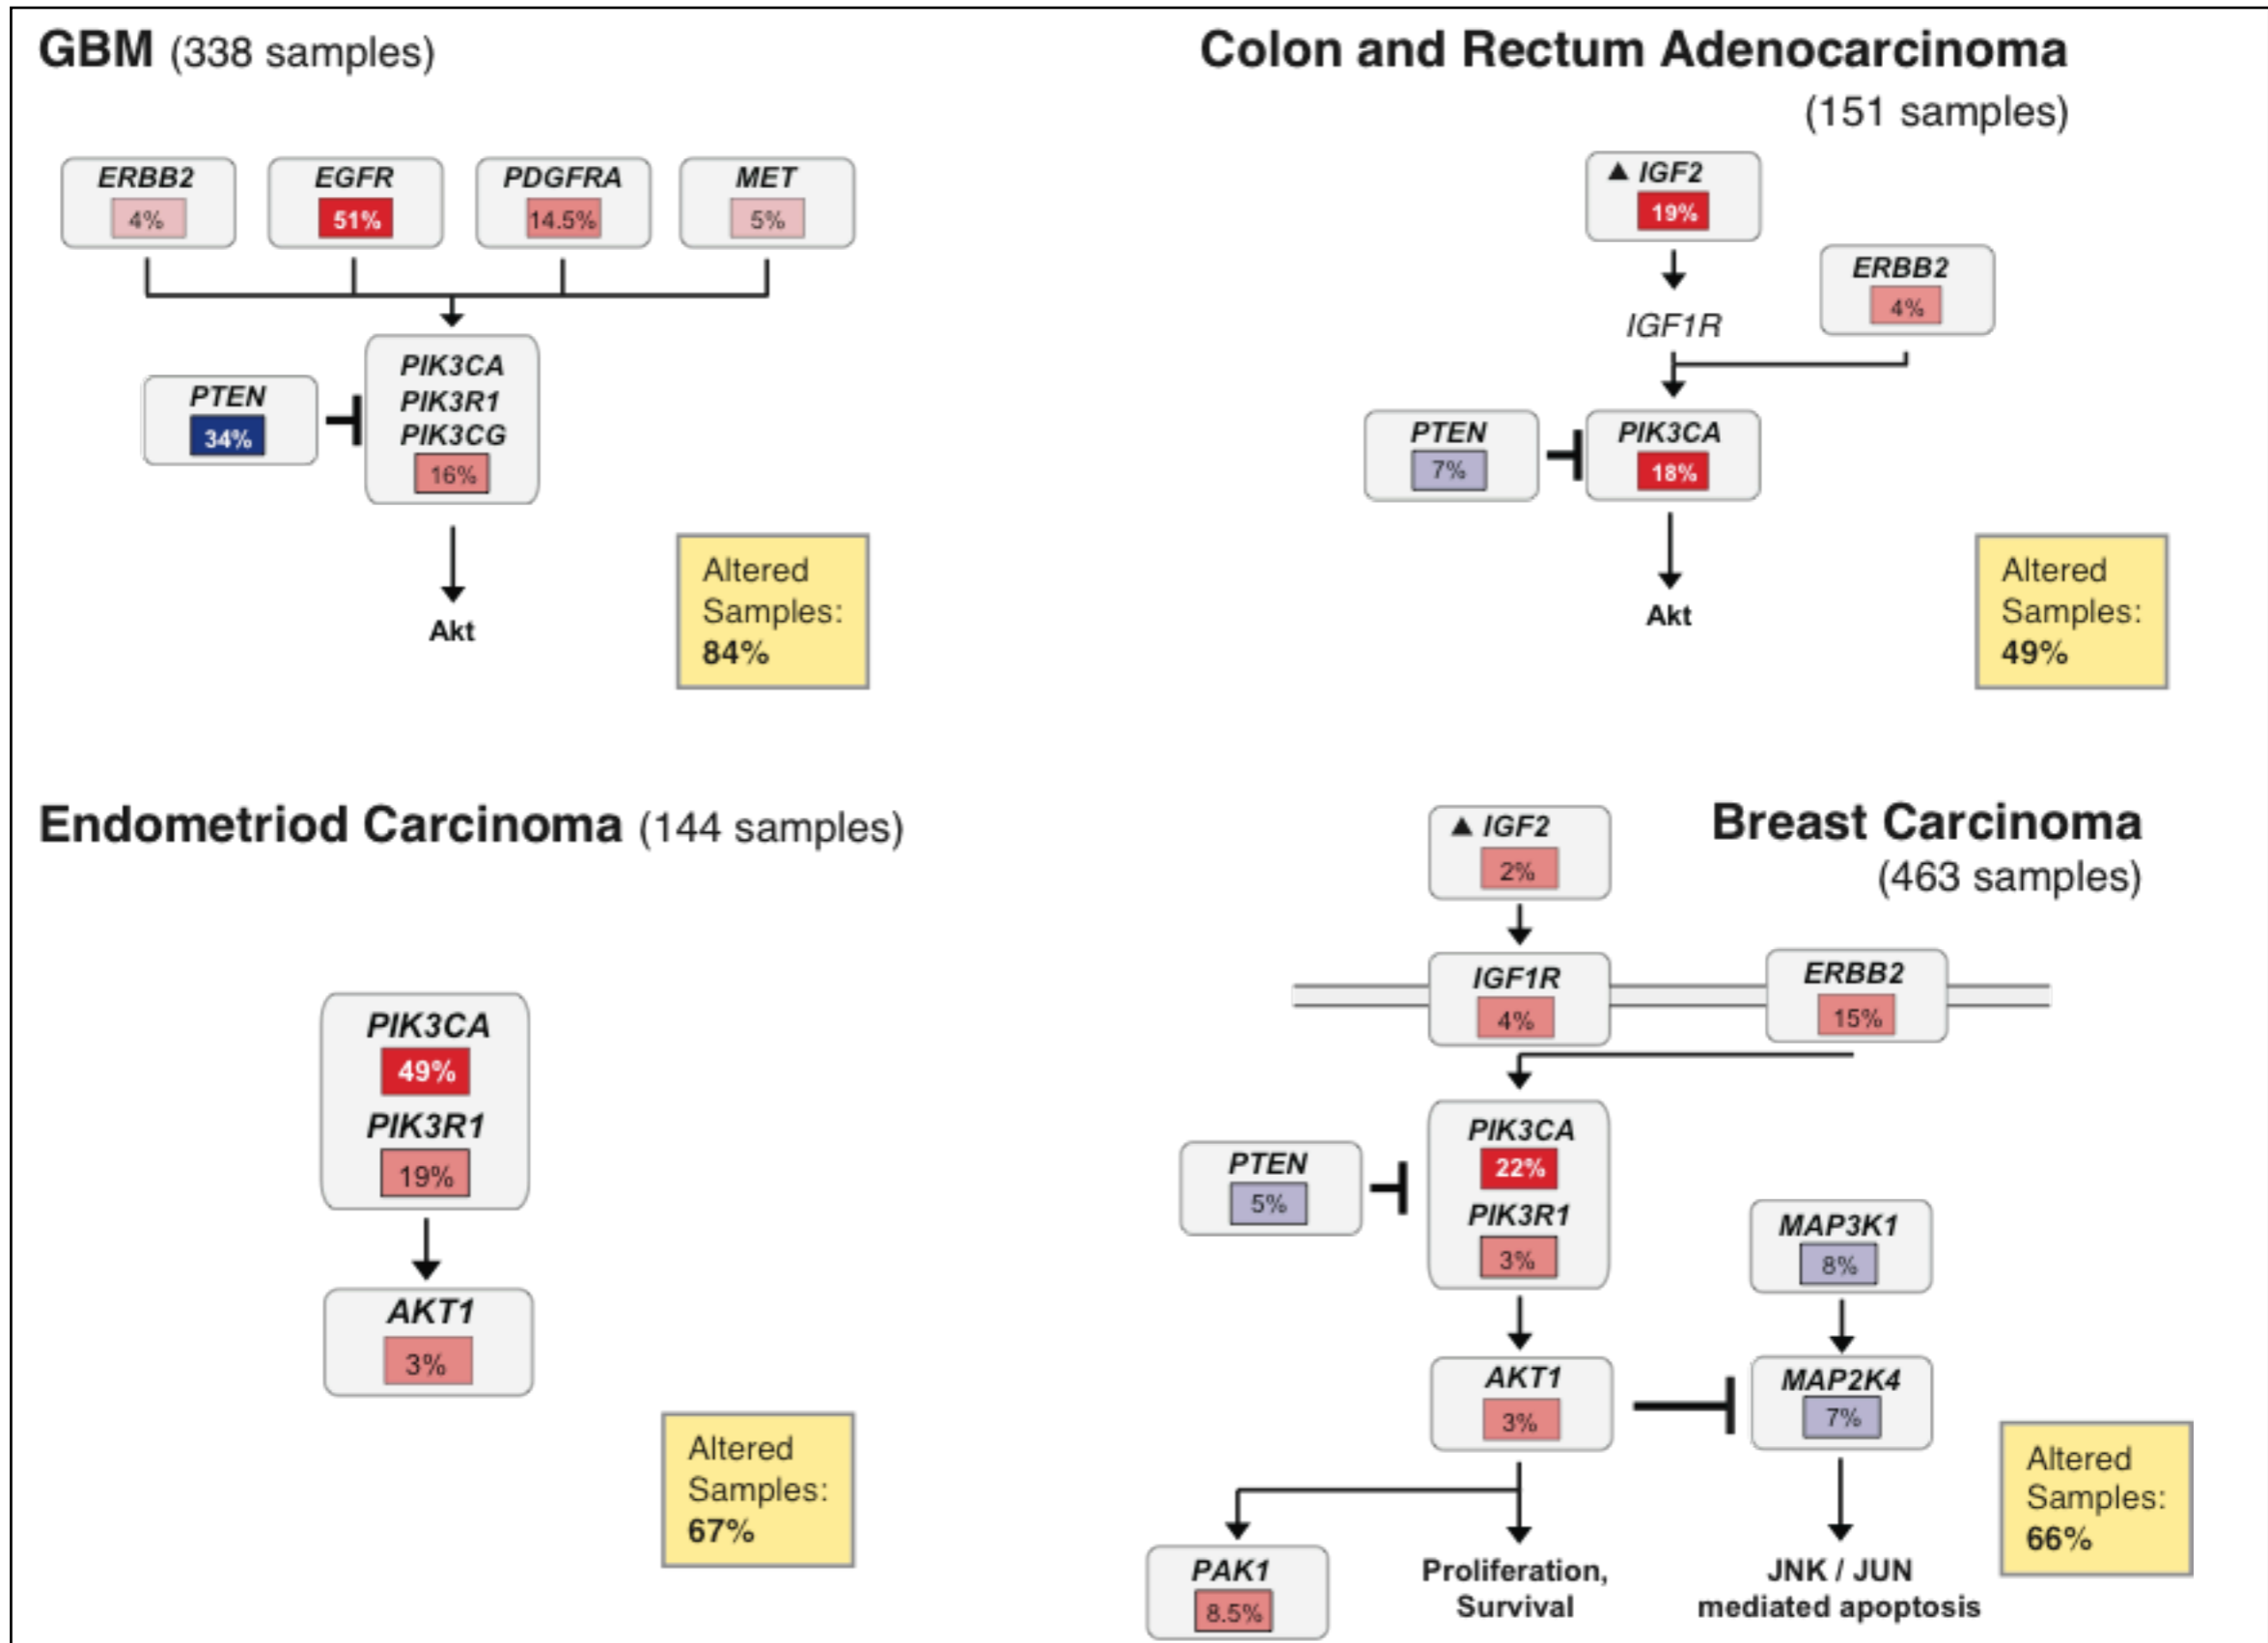 GBM (338 samples)
ERBB2
4%
EGFR
51%
PDGFRA
14.5%
MET
5%
PTEN
34%
PIK3CA
PIK3R1
PIK3CG
16%
Akt
Altered
Samples:
84%
Colon and Rectum Adenocarcinoma
(151 samples)
▲ IGF2
19%
IGF1R
ERBB2
4%
PTEN
7%
PIK3CA
18%
Akt
Altered
Samples:
49%
Endometriod Carcinoma (144 samples)
PIK3CA
49%
PIK3R1
19%
AKT1
3%
Altered
Samples:
67%
Breast Carcinoma
(463 samples)
▲ IGF2
2%
IGF1R
4%
ERBB2
15%
PTEN
5%
PIK3CA
22%
PIK3R1
3%
MAP3K1
8%
AKT1
3%
MAP2K4
7%
PAK1
8.5%
Proliferation,
Survival
JNK / JUN
mediated apoptosis
Altered
Samples:
66%